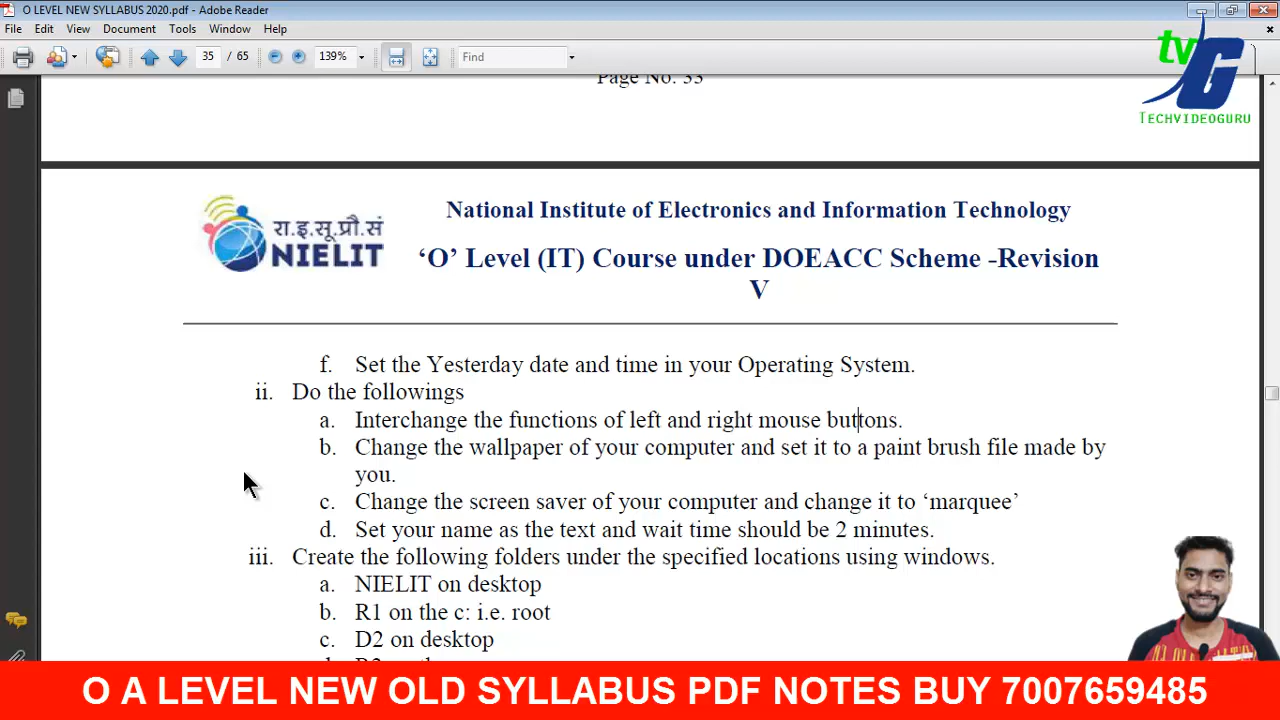 O LEVEL NEW SYLLABUS 2020.pdf - Adobe Reader
File Edit View Document Tools Window Help
35 / 65 139% Find
tv G
TECHVIDEOGURU
Page No. 33
रा.इ.सू.प्रौ.सं
NIELIT
National Institute of Electronics and Information Technology
‘O’ Level (IT) Course under DOEACC Scheme -Revision
V
f. Set the Yesterday date and time in your Operating System.
ii. Do the followings
a. Interchange the functions of left and right mouse buttons.
b. Change the wallpaper of your computer and set it to a paint brush file made by
you.
c. Change the screen saver of your computer and change it to ‘marquee’
d. Set your name as the text and wait time should be 2 minutes.
iii. Create the following folders under the specified locations using windows.
a. NIELIT on desktop
b. R1 on the c: i.e. root
c. D2 on desktop
O A LEVEL NEW OLD SYLLABUS PDF NOTES BUY 7007659485